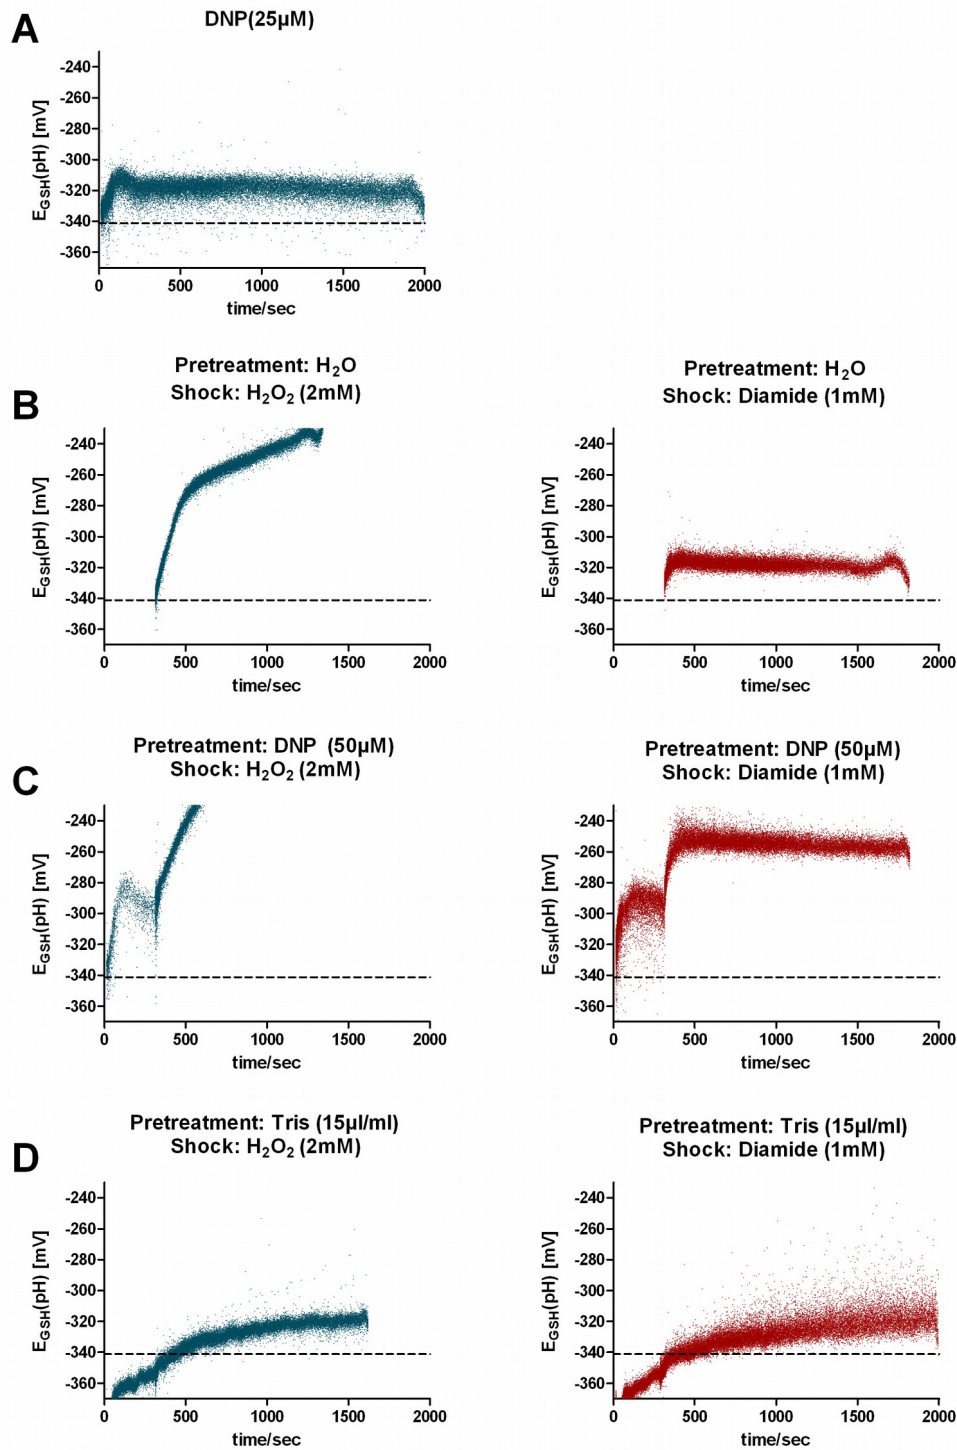 A
DNP(25µM)
E_GSH(pH) [mV]
-240
-260
-280
-300
-320
-340
-360
0 500 1000 1500 2000
time/sec
B
Pretreatment: H₂O
Shock: H₂O₂ (2mM)
E_GSH(pH) [mV]
-240
-260
-280
-300
-320
-340
-360
0 500 1000 1500 2000
time/sec
Pretreatment: H₂O
Shock: Diamide (1mM)
E_GSH(pH) [mV]
-240
-260
-280
-300
-320
-340
-360
0 500 1000 1500 2000
time/sec
C
Pretreatment: DNP (50µM)
Shock: H₂O₂ (2mM)
E_GSH(pH) [mV]
-240
-260
-280
-300
-320
-340
-360
0 500 1000 1500 2000
time/sec
Pretreatment: DNP (50µM)
Shock: Diamide (1mM)
E_GSH(pH) [mV]
-240
-260
-280
-300
-320
-340
-360
0 500 1000 1500 2000
time/sec
D
Pretreatment: Tris (15µl/ml)
Shock: H₂O₂ (2mM)
E_GSH(pH) [mV]
-240
-260
-280
-300
-320
-340
-360
0 500 1000 1500 2000
time/sec
Pretreatment: Tris (15µl/ml)
Shock: Diamide (1mM)
E_GSH(pH) [mV]
-240
-260
-280
-300
-320
-340
-360
0 500 1000 1500 2000
time/sec